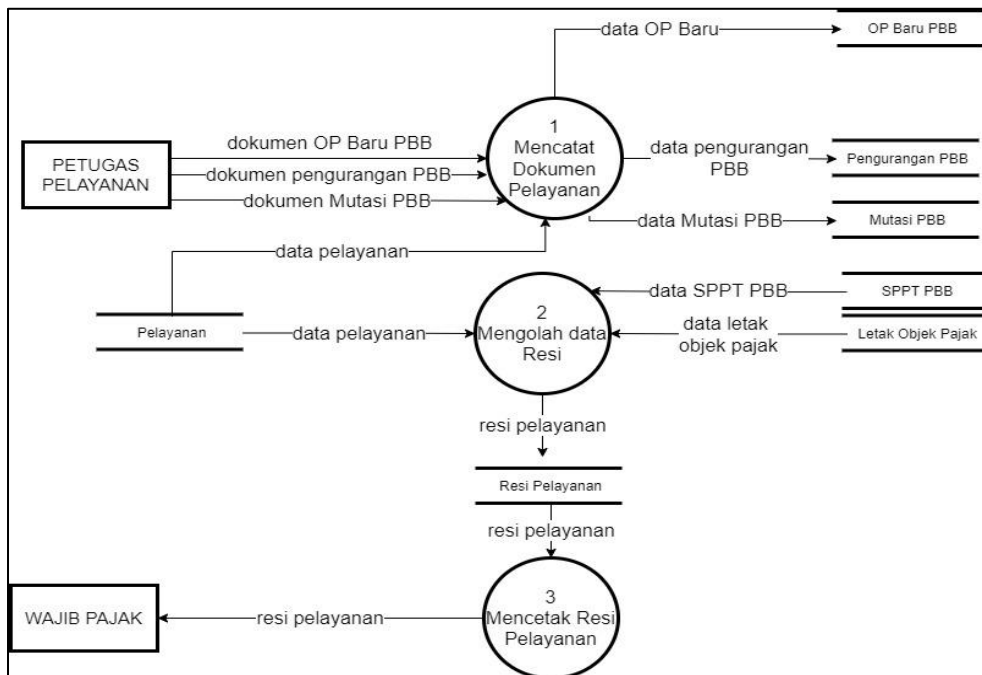 data OP Baru
OP Baru PBB
PETUGAS
PELAYANAN
dokumen OP Baru PBB
dokumen pengurangan PBB
dokumen Mutasi PBB
1
Mencatat
Dokumen
Pelayanan
data pengurangan
PBB
Pengurangan PBB
data Mutasi PBB
Mutasi PBB
data pelayanan
Pelayanan
data pelayanan
2
Mengolah data
Resi
data SPPT PBB
SPPT PBB
data letak
objek pajak
Letak Objek Pajak
resi pelayanan
Resi Pelayanan
resi pelayanan
3
Mencetak Resi
Pelayanan
resi pelayanan
WAJIB PAJAK